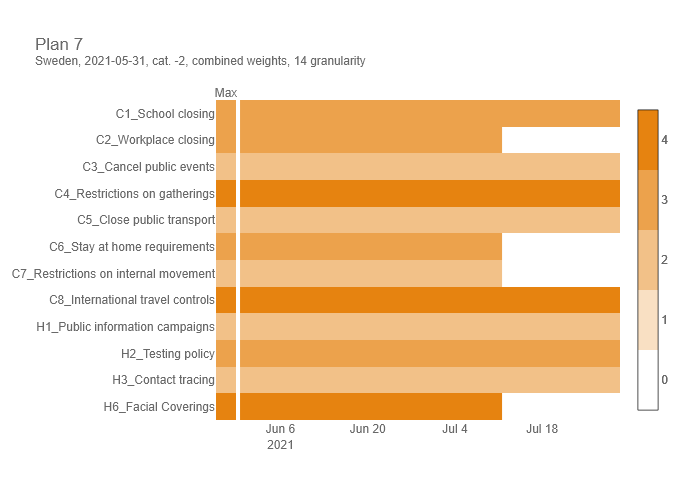 Plan 7
Sweden, 2021-05-31, cat. -2, combined weights, 14 granularity
Max
C1_School closing
C2_Workplace closing
C3_Cancel public events
C4_Restrictions on gatherings
C5_Close public transport
C6_Stay at home requirements
C7_Restrictions on internal movement
C8_International travel controls
H1_Public information campaigns
H2_Testing policy
H3_Contact tracing
H6_Facial Coverings
Jun 6 Jun 20 Jul 4 Jul 18
2021
4
3
2
1
0